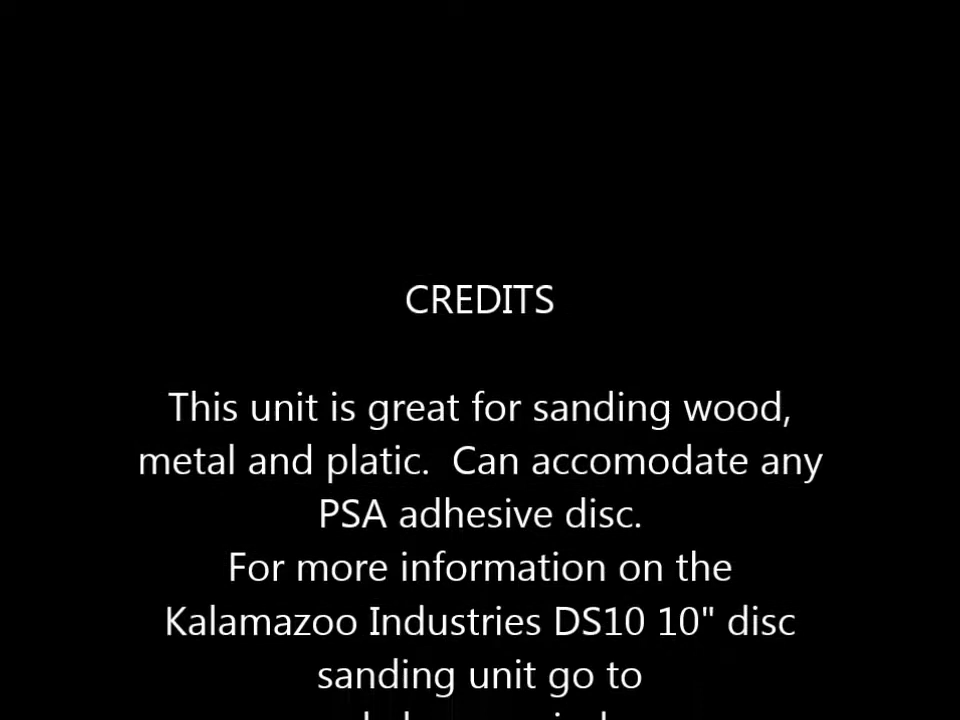 CREDITS
This unit is great for sanding wood,
metal and platic.  Can accomodate any
PSA adhesive disc.
For more information on the
Kalamazoo Industries DS10 10" disc
sanding unit go to